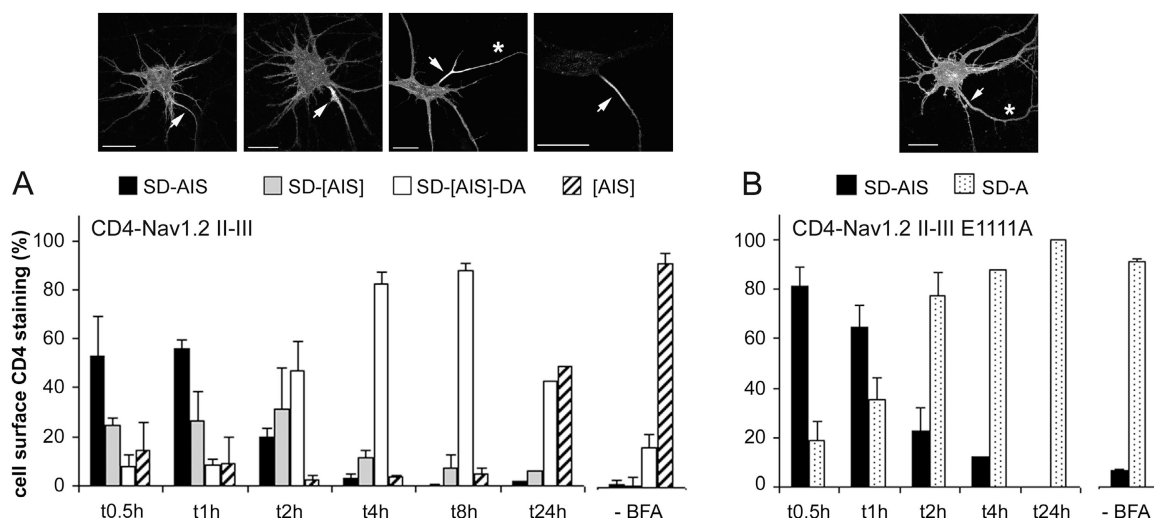 *
*
A
SD-AIS SD-[AIS] SD-[AIS]-DA [AIS]
B
SD-AIS SD-A
CD4-Nav1.2 II-III
CD4-Nav1.2 II-III E1111A
cell surface CD4 staining (%)
100
80
60
40
20
0
t0.5h t1h t2h t4h t8h t24h - BFA
100
80
60
40
20
0
t0.5h t1h t2h t4h t24h - BFA